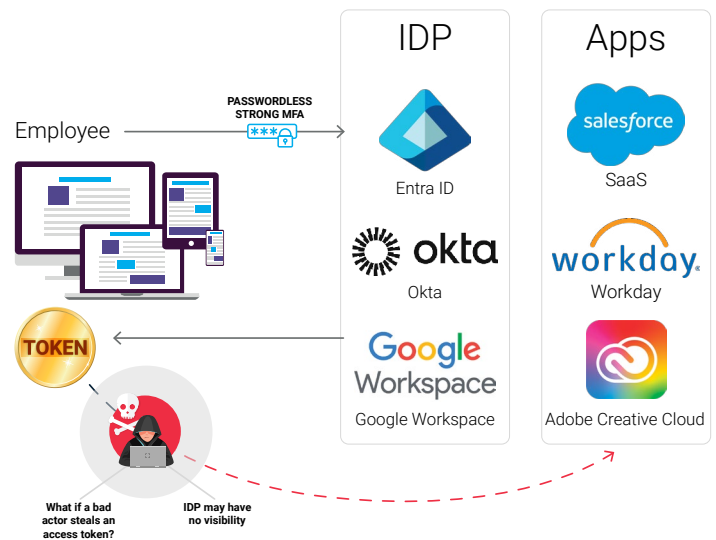 IDP
Apps
PASSWORDLESS
STRONG MFA
***
Employee
salesforce
Entra ID
SaaS
okta
workday®
Okta
Workday
TOKEN
Google
Workspace
Google Workspace
Adobe Creative Cloud
What if a bad
actor steals an
access token?
IDP may have
no visibility